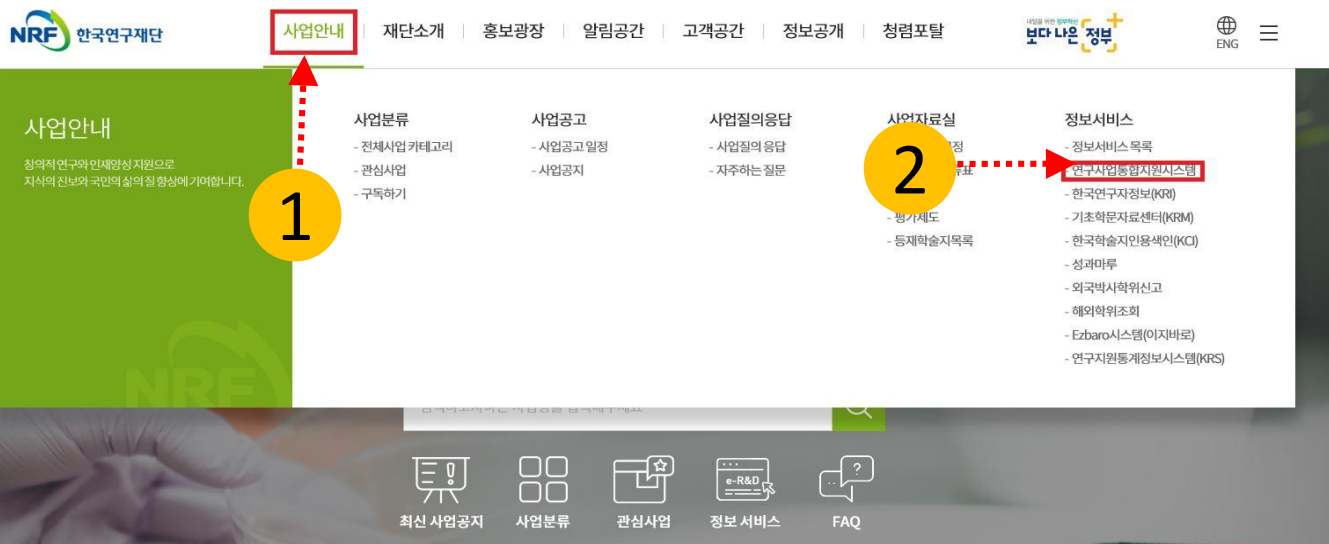 NRF 한국연구재단
사업안내
재단소개
홍보광장
알림공간
고객공간
정보공개
청렴포탈
내일을 위한 정부혁신
보다 나은 정부
ENG
사업안내
창의적 연구와 인재양성 지원으로
지식의 진보와 국민의 삶의 질 향상에 기여합니다.
NRF
1
사업분류
- 전체사업 카테고리
- 관심사업
- 구독하기
사업공고
- 사업공고 일정
- 사업공지
사업질의응답
- 사업질의 응답
- 자주하는 질문
사업자료실
2
- 평가제도
- 등재학술지목록
정보서비스
- 정보서비스 목록
- 연구사업통합지원시스템
- 한국연구자정보(KRI)
- 기초학문자료센터(KRM)
- 한국학술지인용색인(KCI)
- 성과마루
- 외국박사학위신고
- 해외학위조회
- Ezbaro시스템(이지바로)
- 연구지원통계정보시스템(KRS)
e-R&D
최신 사업공지
사업분류
관심사업
정보 서비스
FAQ